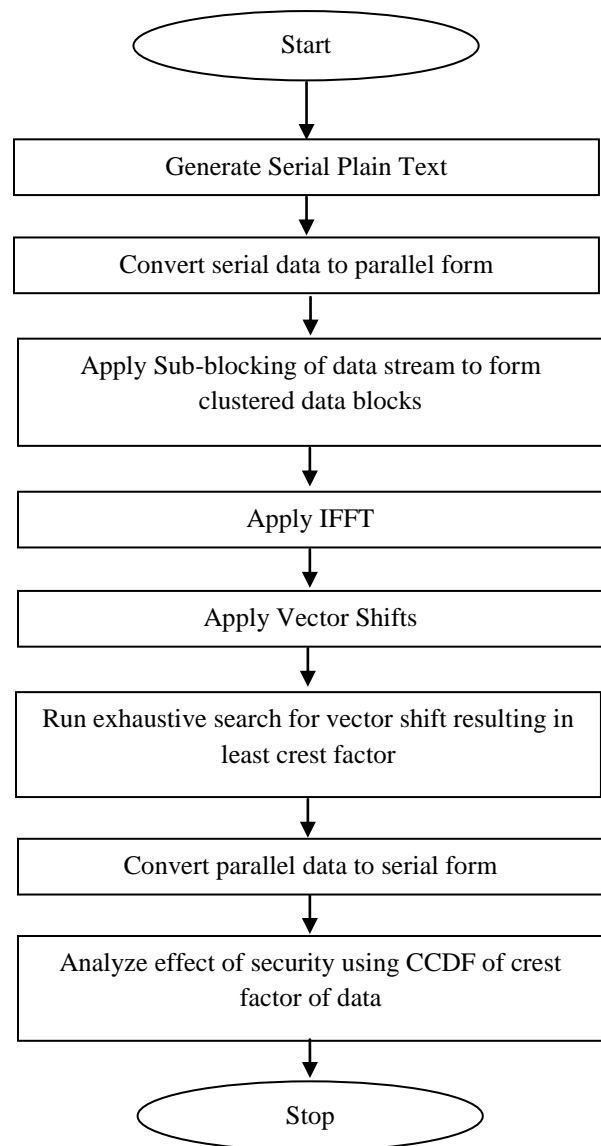 Start
Generate Serial Plain Text
Convert serial data to parallel form
Apply Sub-blocking of data stream to form
clustered data blocks
Apply IFFT
Apply Vector Shifts
Run exhaustive search for vector shift resulting in
least crest factor
Convert parallel data to serial form
Analyze effect of security using CCDF of crest
factor of data
Stop